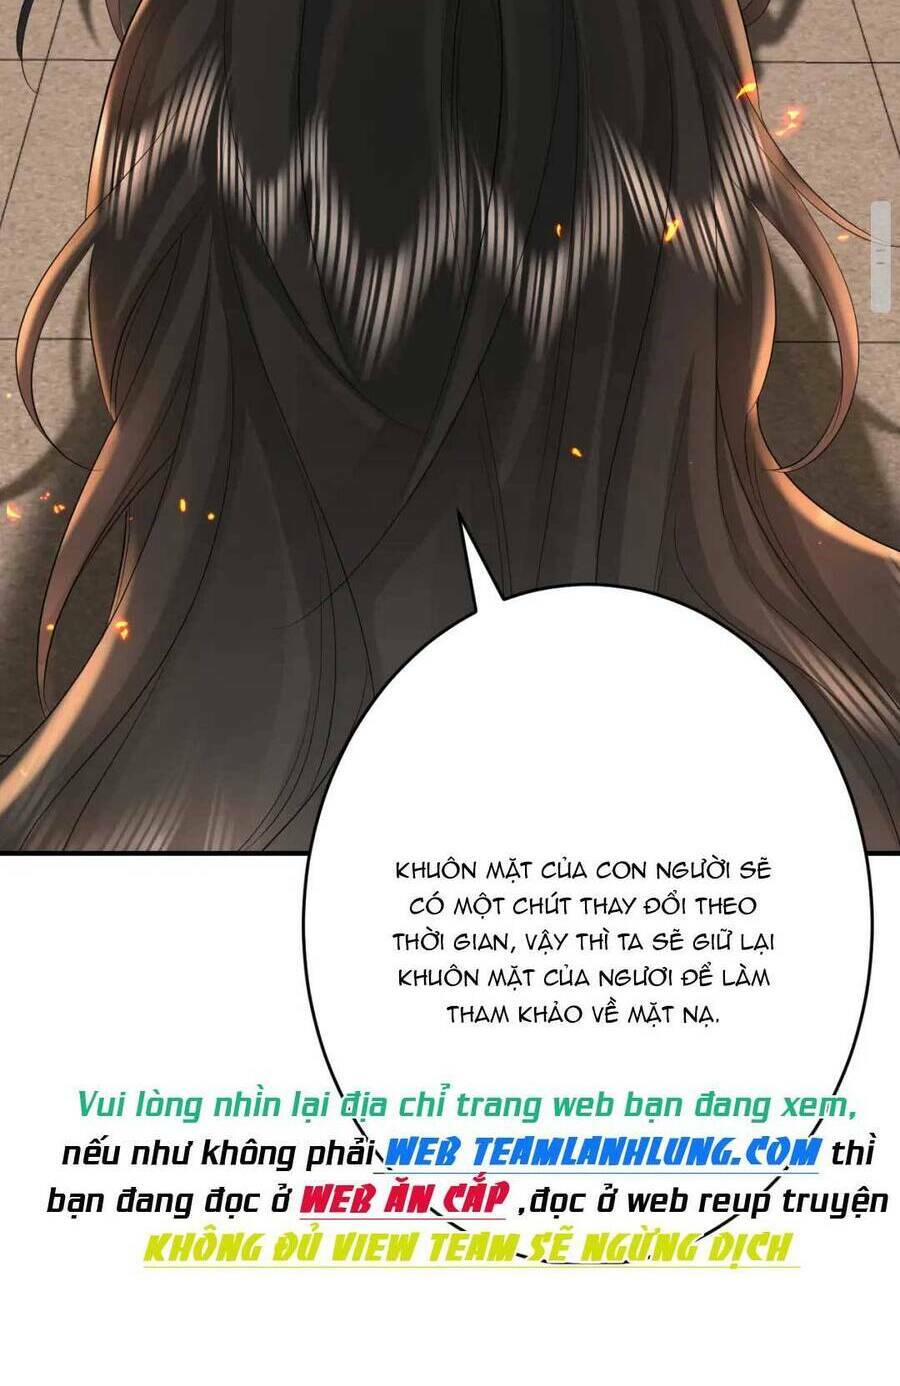 KHUÔN MẶT CỦA CON NGƯỜI SẼ
CÓ MỘT CHÚT THAY ĐỔI THEO
THỜI GIAN, VẬY THÌ TA SẼ GIỮ LẠI
KHUÔN MẶT CỦA NGƯƠI ĐỂ LÀM
THAM KHẢO VỀ MẶT NẠ.
Vui lòng nhìn lại địa chỉ trang web bạn đang xem,
nếu như không phải WEB TEAMLANHLUNG.COM thì
bạn đang đọc ở WEB ĂN CẮP ,đọc ở web reup truyện
KHÔNG ĐỦ VIEW TEAM SẼ NGỪNG DỊCH